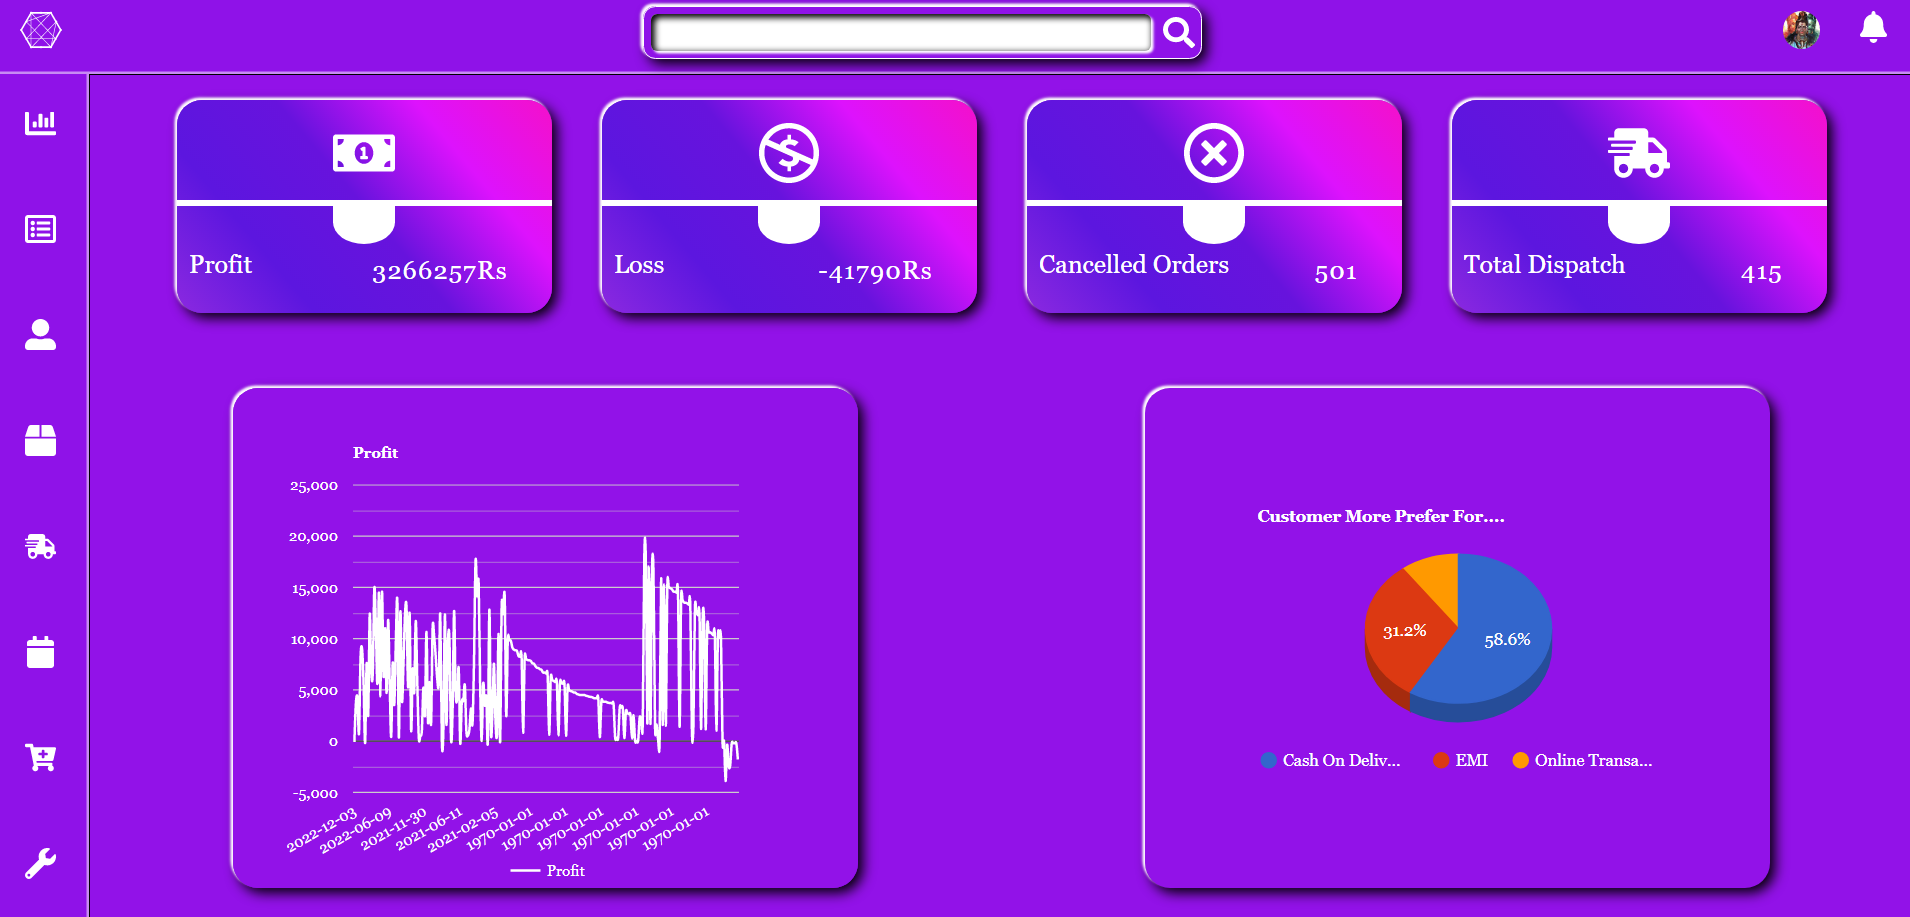 Profit
3266257Rs
Loss
-41790Rs
Cancelled Orders
501
Total Dispatch
415
Profit
25,000
20,000
15,000
10,000
5,000
0
-5,000
2022-12-03
2022-06-09
2021-11-30
2021-06-11
2021-02-05
1970-01-01
1970-01-01
1970-01-01
1970-01-01
1970-01-01
1970-01-01
Profit
Customer More Prefer For....
31.2%
58.6%
Cash On Deliv...
EMI
Online Transa...